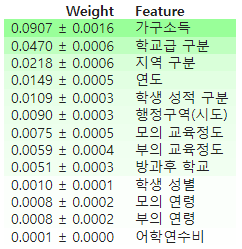 Weight Feature
0.0907 ± 0.0016 가구소득
0.0470 ± 0.0006 학교급 구분
0.0218 ± 0.0006 지역 구분
0.0149 ± 0.0005 연도
0.0109 ± 0.0003 학생 성적 구분
0.0090 ± 0.0003 행정구역(시도)
0.0075 ± 0.0005 모의 교육정도
0.0059 ± 0.0004 부의 교육정도
0.0051 ± 0.0003 방과후 학교
0.0010 ± 0.0001 학생 성별
0.0008 ± 0.0002 모의 연령
0.0008 ± 0.0002 부의 연령
0.0001 ± 0.0000 어학연수비